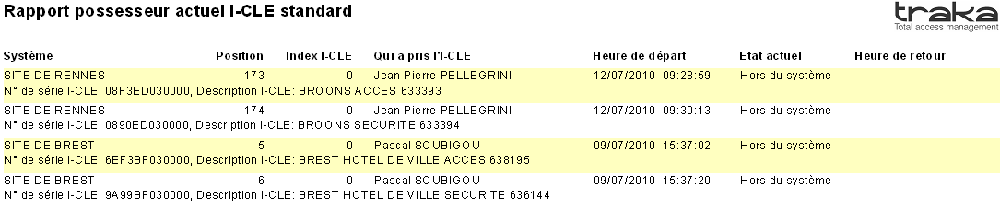 Rapport possesseur actuel I-CLE standard
traka
Total access management
Système Position Index I-CLE Qui a pris l'I-CLE Heure de départ Etat actuel Heure de retour
SITE DE RENNES 173 0 Jean Pierre PELLEGRINI 12/07/2010 09:28:59 Hors du système
N° de série I-CLE: 08F3ED030000, Description I-CLE: BROONS ACCES 633393
SITE DE RENNES 174 0 Jean Pierre PELLEGRINI 12/07/2010 09:30:13 Hors du système
N° de série I-CLE: 0890ED030000, Description I-CLE: BROONS SECURITE 633394
SITE DE BREST 5 0 Pascal SOUBIGOU 09/07/2010 15:37:02 Hors du système
N° de série I-CLE: 6EF3BF030000, Description I-CLE: BREST HOTEL DE VILLE ACCES 638195
SITE DE BREST 6 0 Pascal SOUBIGOU 09/07/2010 15:37:20 Hors du système
N° de série I-CLE: 9A99BF030000, Description I-CLE: BREST HOTEL DE VILLE SECURITE 636144